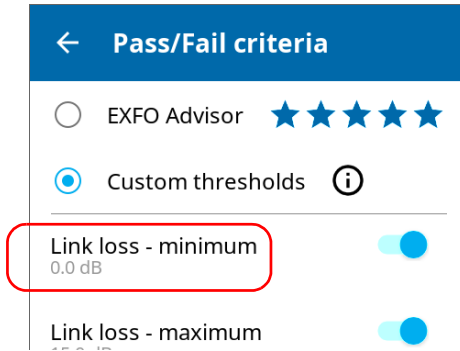 Pass/Fail criteria
EXFO Advisor
Custom thresholds
Link loss - minimum
0.0 dB
Link loss - maximum